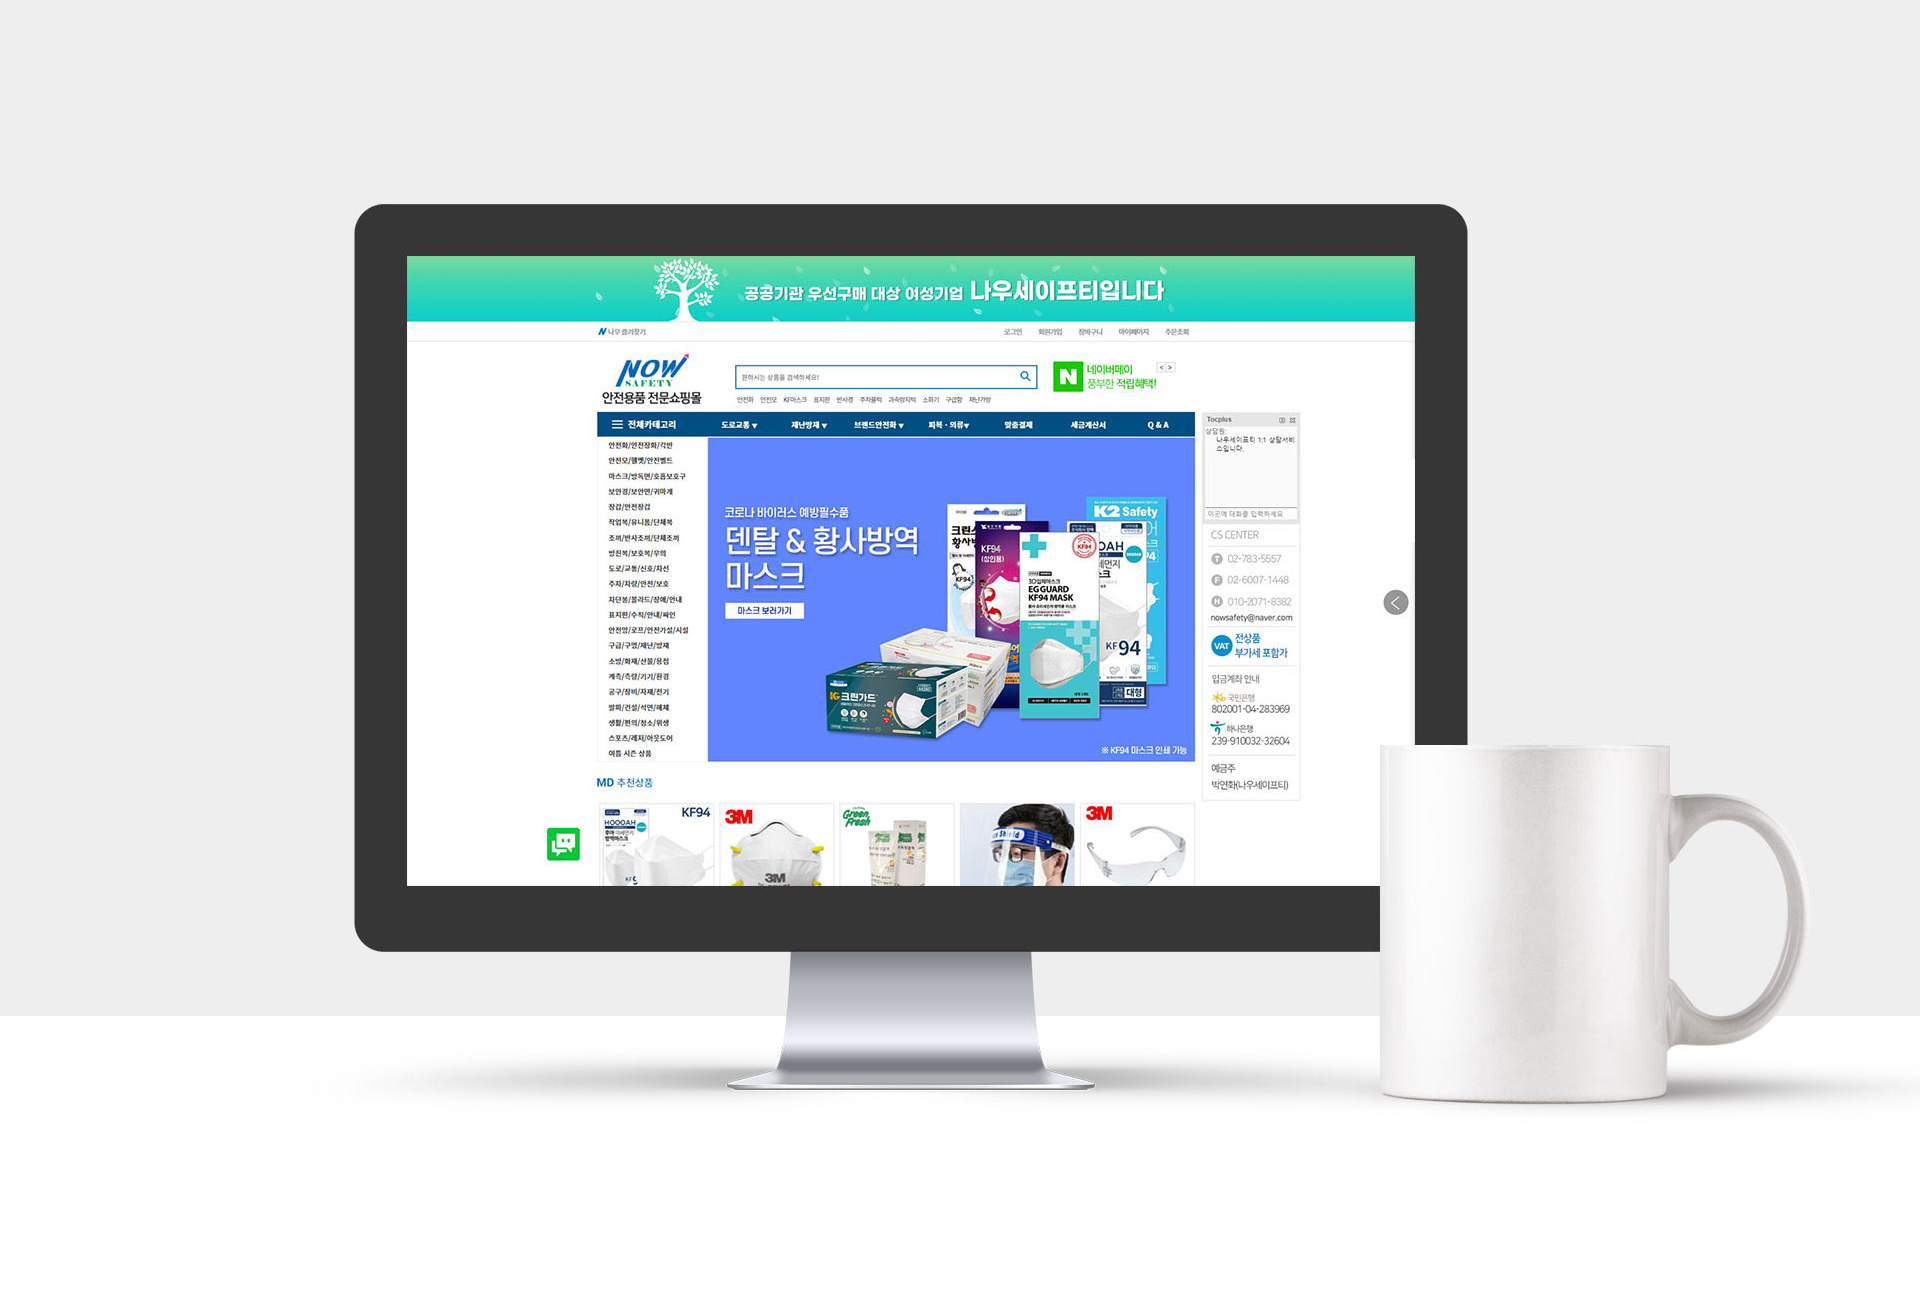 공공기관 우선구매 대상 여성기업 나우세이프티입니다
N 나우 즐겨찾기
로그인 회원가입 장바구니 마이페이지 주문조회
NOW
SAFETY
안전용품 전문쇼핑몰
원하시는 상품을 검색하세요!
N 네이버페이
풍부한 적립혜택!
< >
안전화 안전모 KF마스크 표지판 반사경 주차블럭 과속방지턱 소화기 구급함 재난가방
전체카테고리
도로교통 ▼ 재난방재 ▼ 브랜드안전화 ▼ 피복 · 의류▼ 맞춤결제 세금계산서 Q & A
안전화/안전장화/각반
안전모/헬멧/안전벨트
마스크/방독면/호흡보호구
보안경/보안면/귀마개
장갑/안전장갑
작업복/유니폼/단체복
조끼/반사조끼/단체조끼
방진복/보호복/우의
도로/교통/신호/차선
주차/차량/안전/보호
차단봉/볼라드/장애/안내
표지판/수칙/안내/싸인
안전망/로프/안전가설/시설
구급/구명/재난/방재
소방/화재/산불/용접
계측/측량/기기/환경
공구/장비/자재/전기
발파/건설/석면/해체
생활/편의/청소/위생
스포츠/레저/아웃도어
여름 시즌 상품
코로나 바이러스 예방필수품
덴탈 & 황사방역
마스크
마스크 보러가기
K2 Safety
KF94
(성인용)
KF94
KF94
3D입체마스크
EG GUARD
KF94 MASK
KF94
대형
크린가드
※ KF94 마스크 인쇄 가능
Tocplus
상담원:
나우세이프티 1:1 상담서비
스입니다.
이곳에 대화를 입력하세요
CS CENTER
T 02-783-5557
F 02-6007-1448
H 010-2071-8382
nowsafety@naver.com
VAT 전상품
부가세 포함가
입금계좌 안내
국민은행
802001-04-283969
하나은행
239-910032-32604
예금주
박연화(나우세이프티)
MD 추천상품
HOOOAH
KF94
3M
3M
Green
Fresh
Shield
3M